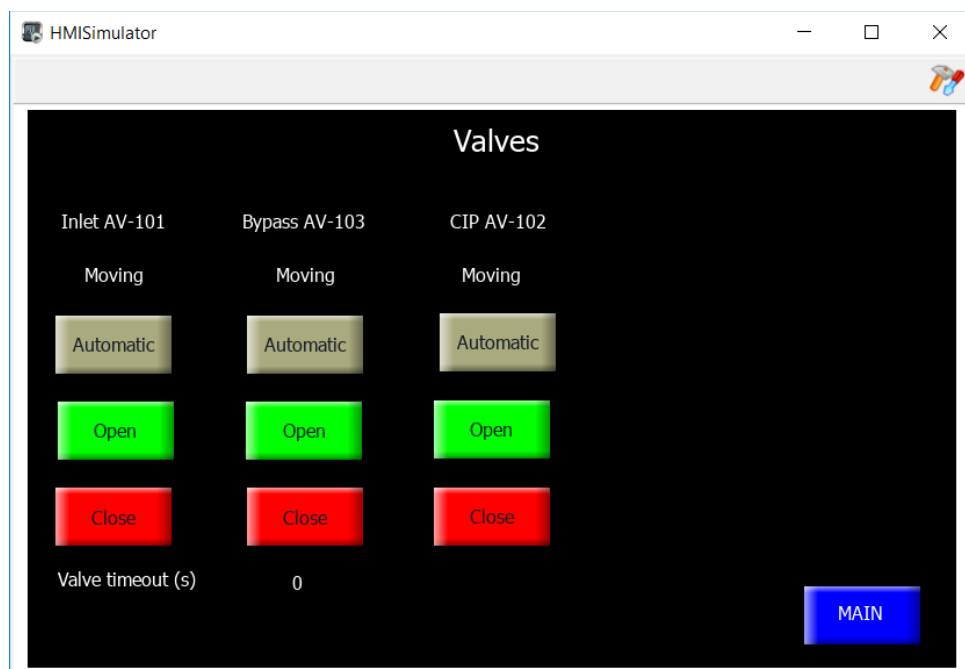 HMISimulator
Valves
Inlet AV-101 Bypass AV-103 CIP AV-102
Moving Moving Moving
Automatic Automatic Automatic
Open Open Open
Close Close Close
Valve timeout (s) 0
MAIN